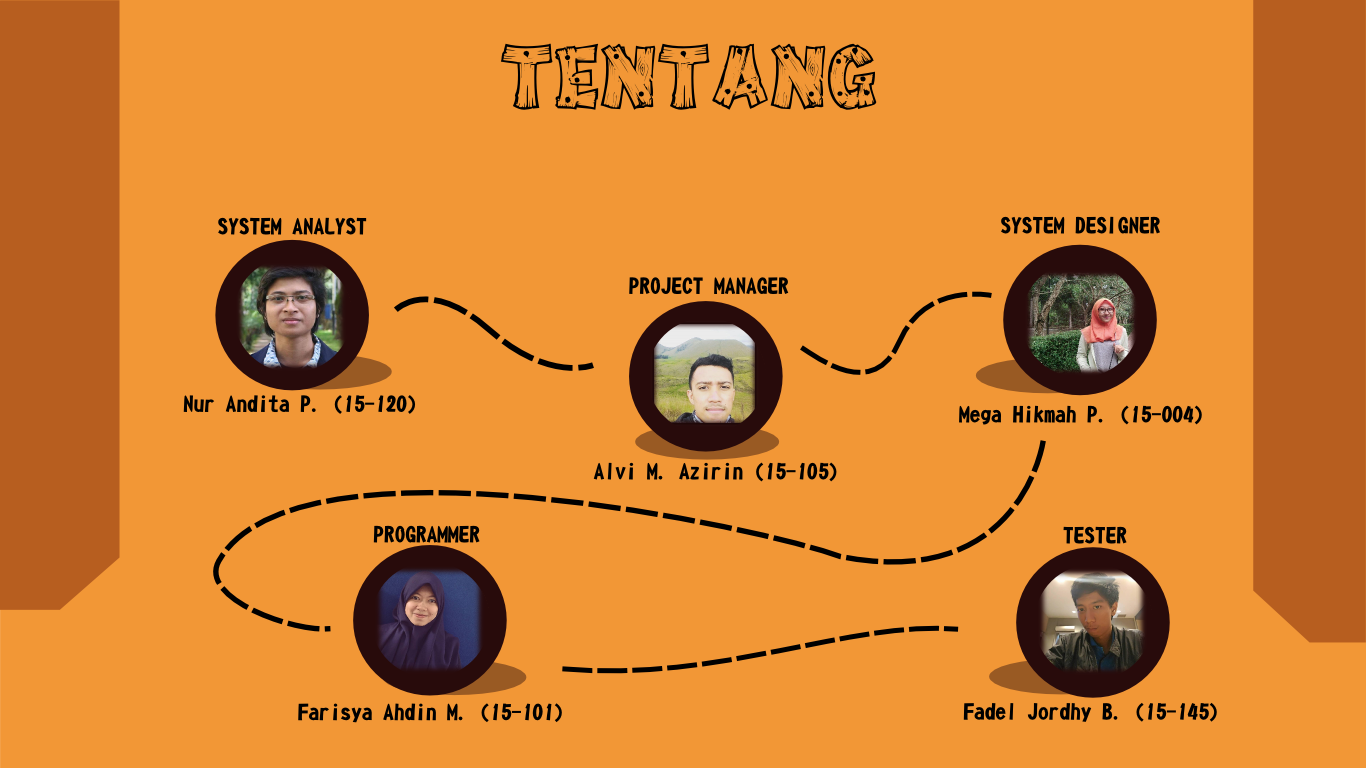 TENTANG
SYSTEM ANALYST
Nur Andita P. (15-120)
PROJECT MANAGER
Alvi M. Azirin (15-105)
SYSTEM DESIGNER
Mega Hikmah P. (15-004)
PROGRAMMER
Farisya Ahdin M. (15-101)
TESTER
Fadel Jordhy B. (15-145)